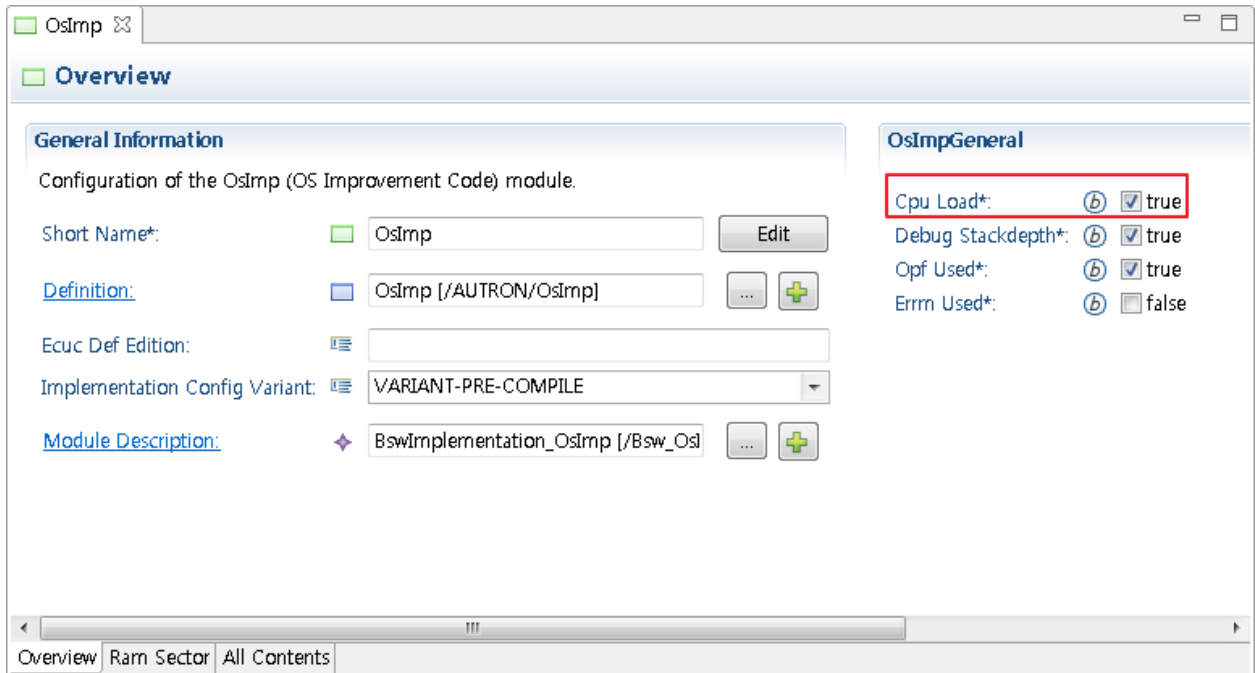 OsImp
Overview
General Information
Configuration of the OsImp (OS Improvement Code) module.
Short Name*: OsImp Edit
Definition: OsImp [/AUTRON/OsImp] ...
Ecuc Def Edition:
Implementation Config Variant: VARIANT-PRE-COMPILE
Module Description: BswImplementation_OsImp [/Bsw_OsI ...
OsImpGeneral
Cpu Load*: b true
Debug Stackdepth*: b true
Opf Used*: b true
Errm Used*: b false
Overview Ram Sector All Contents